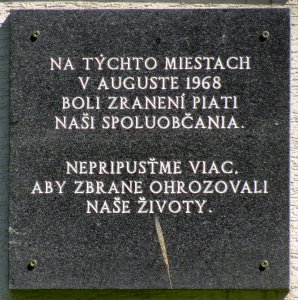 NA TÝCHTO MIESTACH
V AUGUSTE 1968
BOLI ZRANENÍ PIATI
NAŠI SPOLUOBČANIA.
NEPRIPUSŤME VIAC,
ABY ZBRANE OHROZOVALI
NAŠE ŽIVOTY.